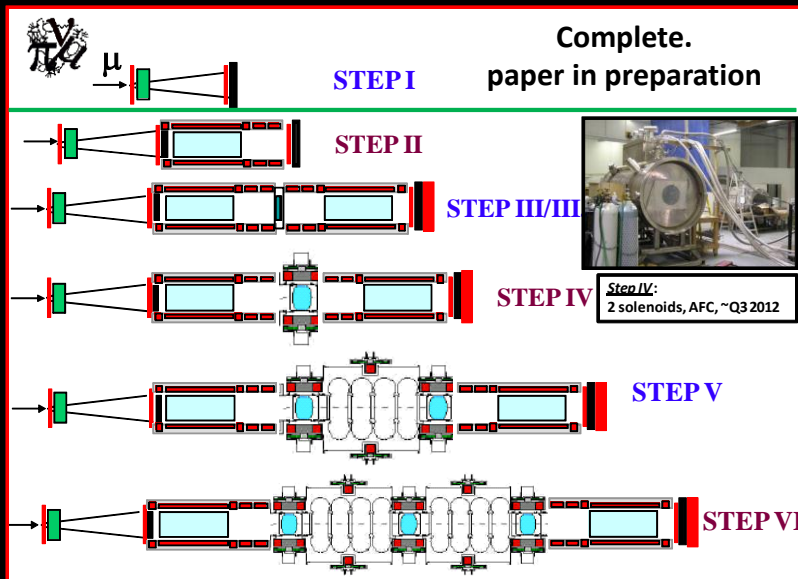 Complete.
paper in preparation
μ
STEP I
STEP II
STEP III/III
STEP IV
Step IV:
2 solenoids, AFC, ~Q3 2012
STEP V
STEP VI